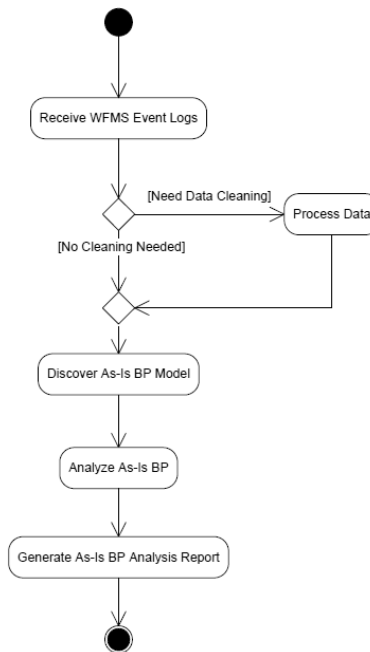 Receive WFMS Event Logs
[Need Data Cleaning]
Process Data
[No Cleaning Needed]
Discover As-Is BP Model
Analyze As-Is BP
Generate As-Is BP Analysis Report